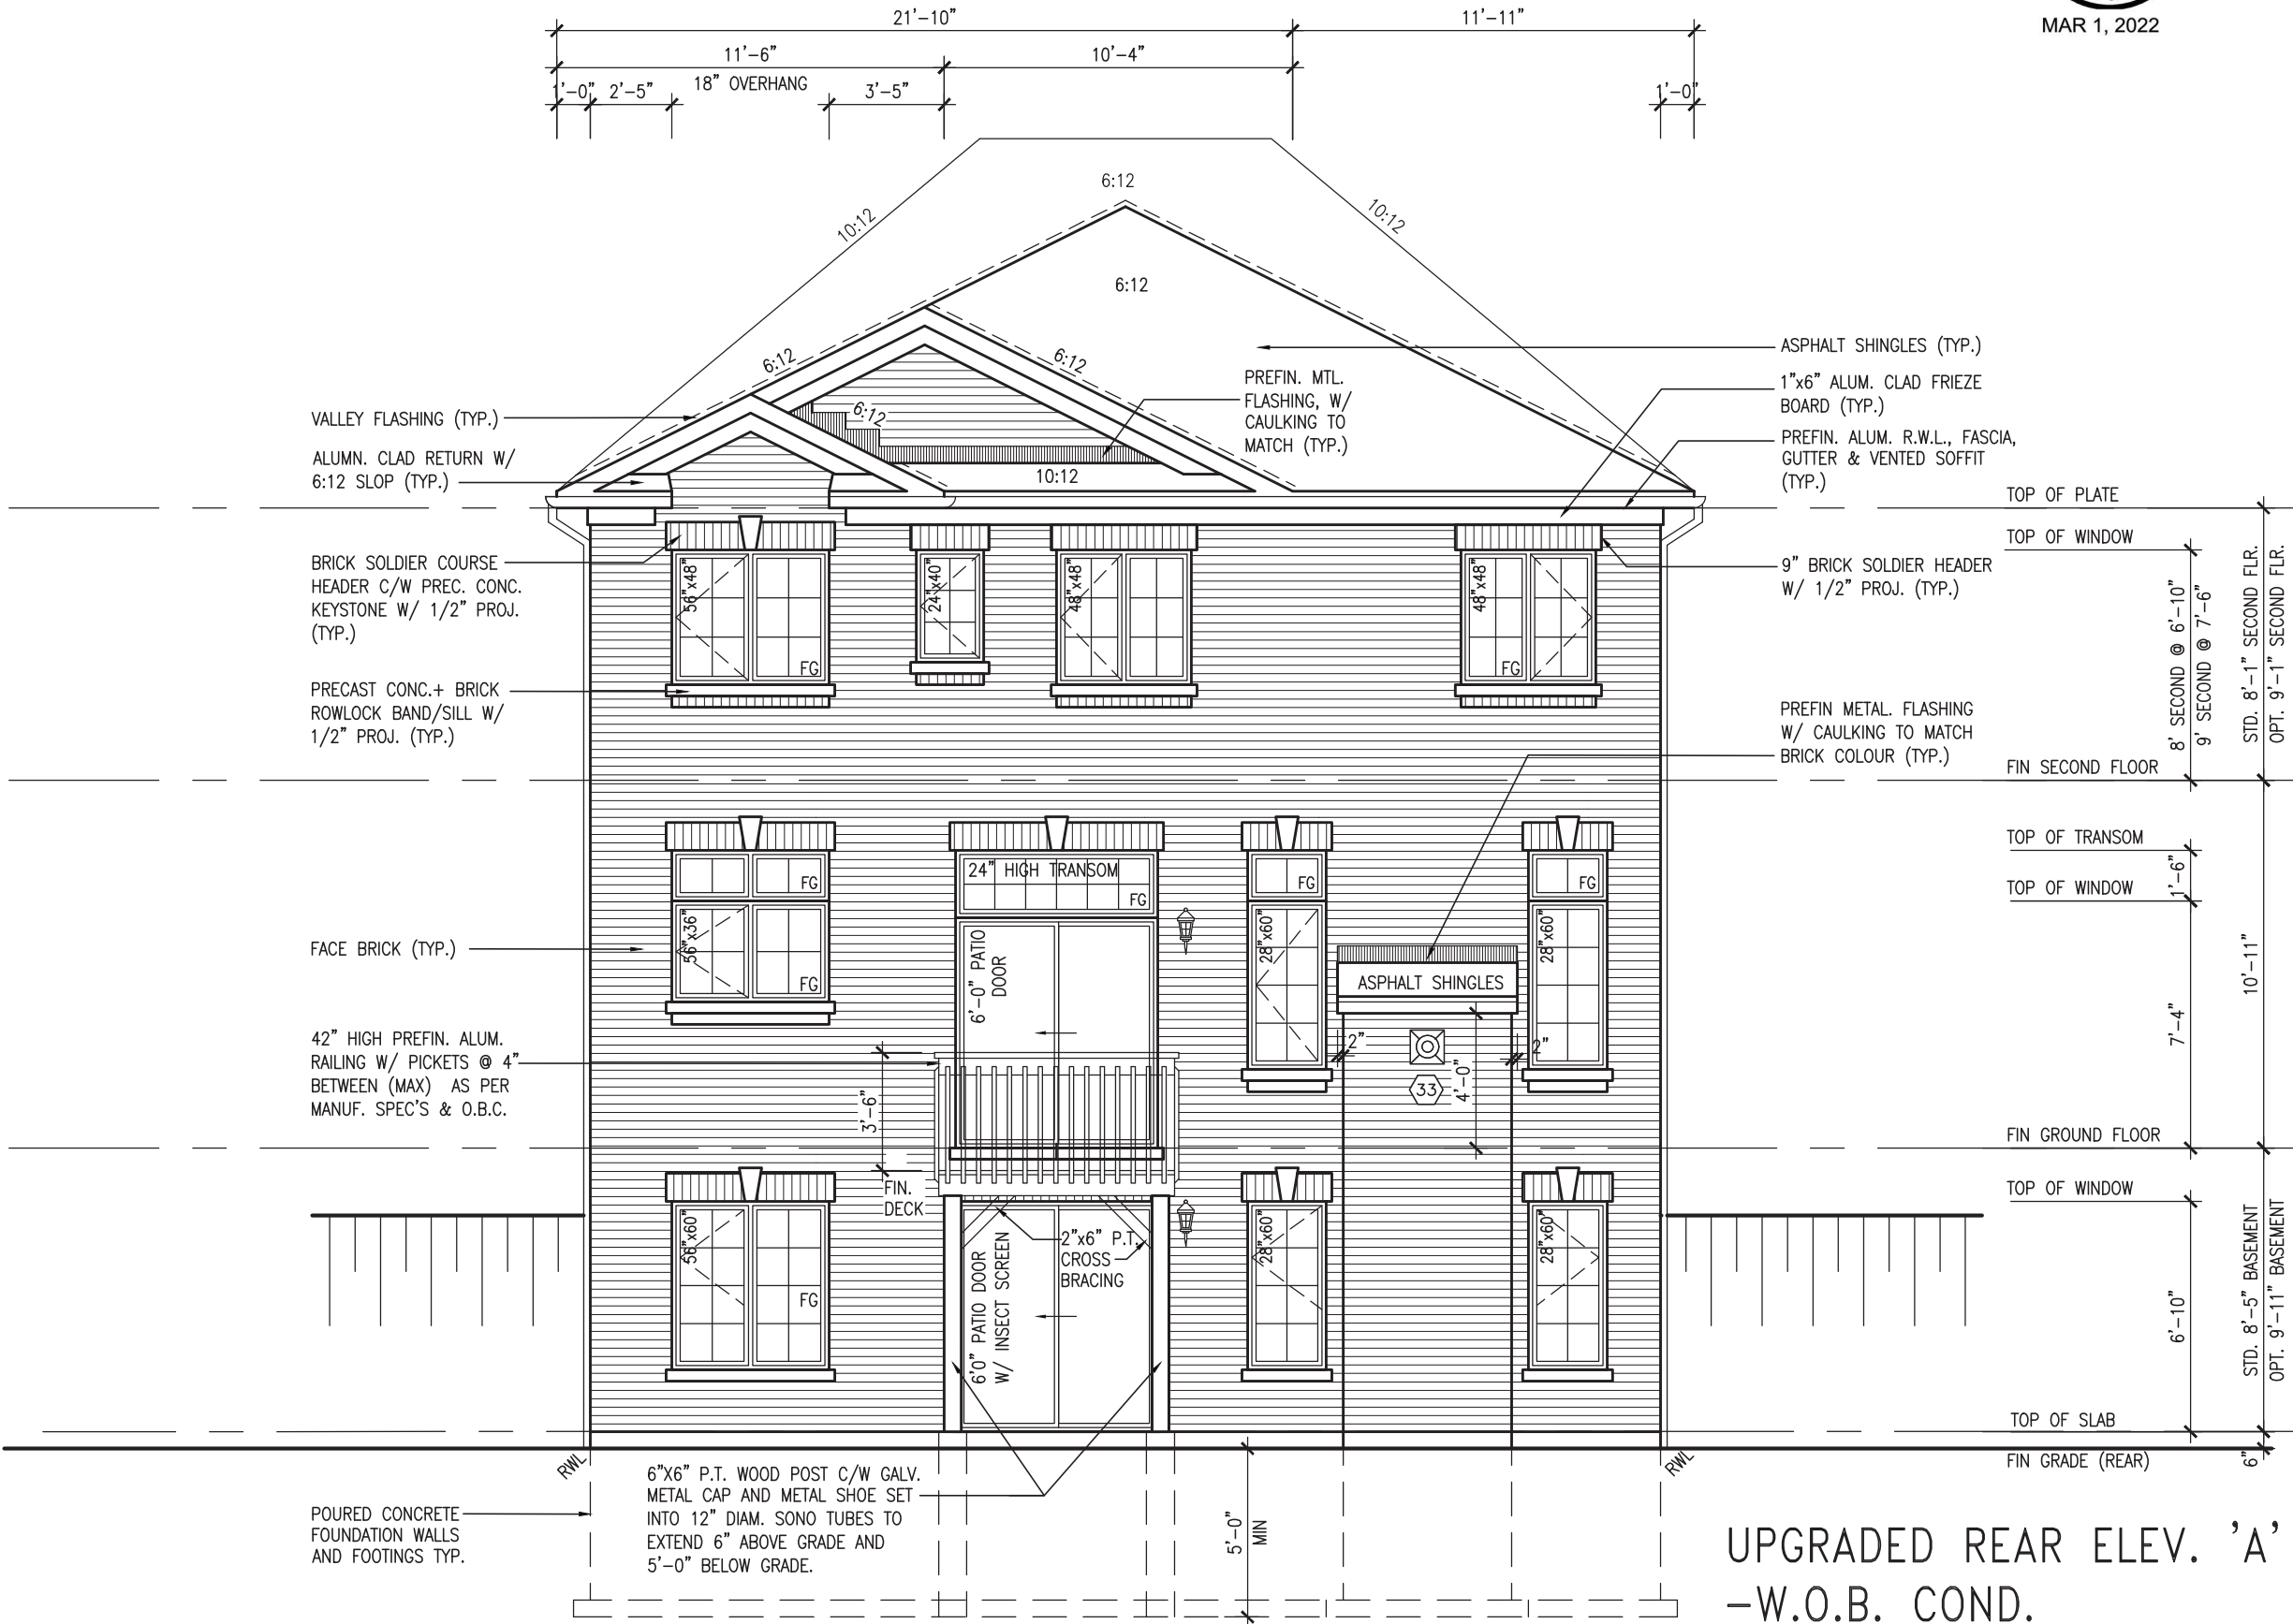 MAR 1, 2022
21'-10"
11'-11"
11'-6"
10'-4"
1'-0"
2'-5"
18" OVERHANG
3'-5"
1'-0"
6:12
10:12
10:12
6:12
6:12
6:12
6:12
10:12
VALLEY FLASHING (TYP.)
ALUMN. CLAD RETURN W/
6:12 SLOP (TYP.)
BRICK SOLDIER COURSE
HEADER C/W PREC. CONC.
KEYSTONE W/ 1/2" PROJ.
(TYP.)
PRECAST CONC.+ BRICK
ROWLOCK BAND/SILL W/
1/2" PROJ. (TYP.)
FACE BRICK (TYP.)
42" HIGH PREFIN. ALUM.
RAILING W/ PICKETS @ 4"
BETWEEN (MAX) AS PER
MANUF. SPEC'S & O.B.C.
POURED CONCRETE
FOUNDATION WALLS
AND FOOTINGS TYP.
PREFIN. MTL.
FLASHING, W/
CAULKING TO
MATCH (TYP.)
ASPHALT SHINGLES (TYP.)
1"x6" ALUM. CLAD FRIEZE
BOARD (TYP.)
PREFIN. ALUM. R.W.L., FASCIA,
GUTTER & VENTED SOFFIT
(TYP.)
9" BRICK SOLDIER HEADER
W/ 1/2" PROJ. (TYP.)
PREFIN METAL. FLASHING
W/ CAULKING TO MATCH
BRICK COLOUR (TYP.)
56"x48"
FG
24"x40"
48"x48"
48"x48"
FG
FG
56"x36"
FG
24" HIGH TRANSOM
FG
6'-0" PATIO
DOOR
FG
28"x60"
FG
28"x60"
ASPHALT SHINGLES
2"
2"
33
4'-0"
3'-6"
FIN.
DECK
56"x60"
FG
6'0" PATIO DOOR
W/ INSECT SCREEN
2"x6" P.T.
CROSS
BRACING
28"x60"
28"x60"
RWL
RWL
6"X6" P.T. WOOD POST C/W GALV.
METAL CAP AND METAL SHOE SET
INTO 12" DIAM. SONO TUBES TO
EXTEND 6" ABOVE GRADE AND
5'-0" BELOW GRADE.
5'-0"
MIN
TOP OF PLATE
TOP OF WINDOW
8' SECOND @ 6'-10"
9' SECOND @ 7'-6"
STD. 8'-1" SECOND FLR.
OPT. 9'-1" SECOND FLR.
FIN SECOND FLOOR
TOP OF TRANSOM
1'-6"
TOP OF WINDOW
7'-4"
10'-11"
FIN GROUND FLOOR
TOP OF WINDOW
6'-10"
STD. 8'-5" BASEMENT
OPT. 9'-11" BASEMENT
TOP OF SLAB
FIN GRADE (REAR)
6"
UPGRADED REAR ELEV. 'A'
-W.O.B. COND.